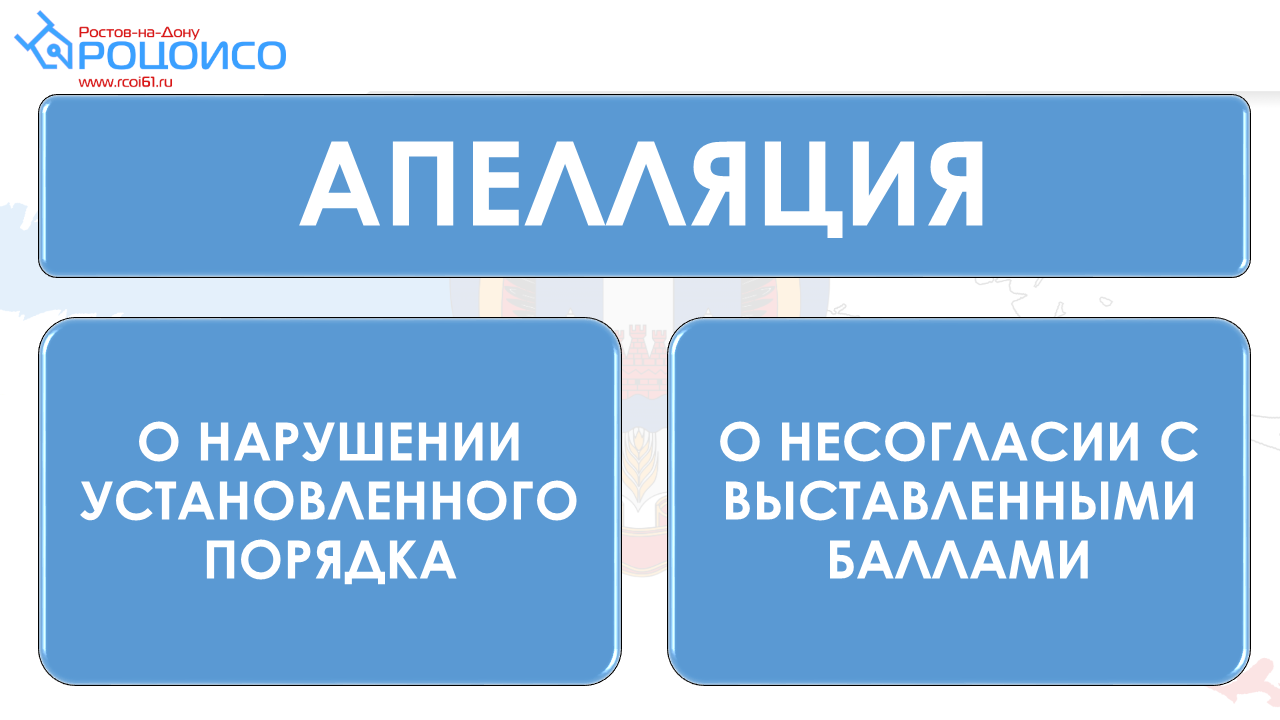 Ростов-на-Дону
РОЦОИСО
www.rcoi61.ru
АПЕЛЛЯЦИЯ
О НАРУШЕНИИ
УСТАНОВЛЕННОГО
ПОРЯДКА
О НЕСОГЛАСИИ С
ВЫСТАВЛЕННЫМИ
БАЛЛАМИ